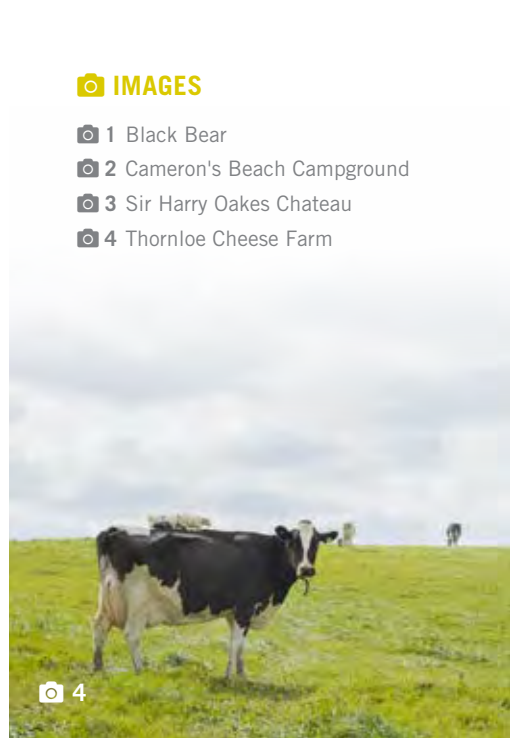 IMAGES
1 Black Bear
2 Cameron's Beach Campground
3 Sir Harry Oakes Chateau
4 Thornloe Cheese Farm
4